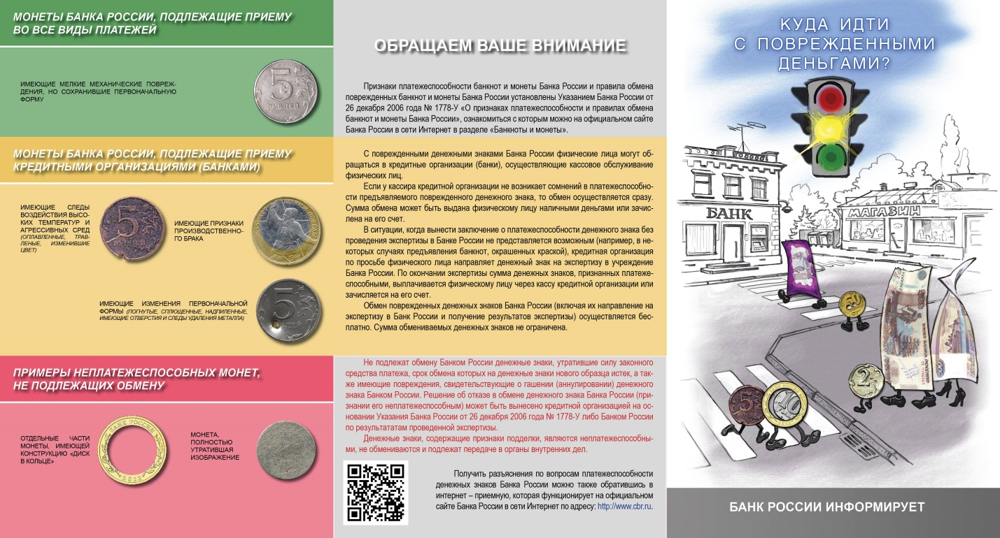 МОНЕТЫ БАНКА РОССИИ, ПОДЛЕЖАЩИЕ ПРИЕМУ
ВО ВСЕ ВИДЫ ПЛАТЕЖЕЙ
ИМЕЮЩИЕ МЕЛКИЕ МЕХАНИЧЕСКИЕ ПОВРЕЖ-
ДЕНИЯ, НО СОХРАНИВШИЕ ПЕРВОНАЧАЛЬНУЮ
ФОРМУ
5
РУБЛЕЙ
МОНЕТЫ БАНКА РОССИИ, ПОДЛЕЖАЩИЕ ПРИЕМУ
КРЕДИТНЫМИ ОРГАНИЗАЦИЯМИ (БАНКАМИ)
ИМЕЮЩИЕ СЛЕДЫ
ВОЗДЕЙСТВИЯ ВЫСО-
КИХ ТЕМПЕРАТУР И
АГРЕССИВНЫХ СРЕД
(ОПЛАВЛЕННЫЕ, ТРАВ-
ЛЕНЫЕ, ИЗМЕНИВШИЕ
ЦВЕТ)
5
РУБЛЕЙ
ИМЕЮЩИЕ ПРИЗНАКИ
ПРОИЗВОДСТВЕННО-
ГО БРАКА
ИМЕЮЩИЕ ИЗМЕНЕНИЯ ПЕРВОНАЧАЛЬНОЙ
ФОРМЫ (ПОГНУТЫЕ, СПЛЮЩЕННЫЕ, НАДПИЛЕННЫЕ,
ИМЕЮЩИЕ ОТВЕРСТИЯ И СЛЕДЫ УДАЛЕНИЯ МЕТАЛЛА)
5
ПРИМЕРЫ НЕПЛАТЕЖЕСПОСОБНЫХ МОНЕТ,
НЕ ПОДЛЕЖАЩИХ ОБМЕНУ
ОТДЕЛЬНЫЕ ЧАСТИ
МОНЕТЫ, ИМЕЮЩЕЙ
КОНСТРУКЦИЮ «ДИСК
В КОЛЬЦЕ»
БАНК РОССИИ
2012
МОНЕТА,
ПОЛНОСТЬЮ
УТРАТИВШАЯ
ИЗОБРАЖЕНИЕ
ОБРАЩАЕМ ВАШЕ ВНИМАНИЕ
Признаки платежеспособности банкнот и монеты Банка России и правила обмена
поврежденных банкнот и монеты Банка России установлены Указанием Банка России от
26 декабря 2006 года № 1778-У «О признаках платежеспособности и правилах обмена
банкнот и монеты Банка России», ознакомиться с которым можно на официальном сайте
Банка России в сети Интернет в разделе «Банкноты и монеты».
С поврежденными денежными знаками Банка России физические лица могут об-
ращаться в кредитные организации (банки), осуществляющие кассовое обслуживание
физических лиц.
Если у кассира кредитной организации не возникает сомнений в платежеспособно-
сти предъявляемого поврежденного денежного знака, то обмен осуществляется сразу.
Сумма обмена может быть выдана физическому лицу наличными деньгами или зачис-
лена на его счет.
В ситуации, когда вынести заключение о платежеспособности денежного знака без
проведения экспертизы в Банке России не представляется возможным (например, в не-
которых случаях предъявления банкнот, окрашенных краской), кредитная организация
по просьбе физического лица направляет денежный знак на экспертизу в учреждение
Банка России. По окончании экспертизы сумма денежных знаков, признанных платеже-
способными, выплачивается физическому лицу через кассу кредитной организации или
зачисляется на его счет.
Обмен поврежденных денежных знаков Банка России (включая их направление на
экспертизу в Банк России и получение результатов экспертизы) осуществляется бес-
платно. Сумма обмениваемых денежных знаков не ограничена.
Не подлежат обмену Банком России денежные знаки, утратившие силу законного
средства платежа, срок обмена которых на денежные знаки нового образца истек, а так-
же имеющие повреждения, свидетельствующие о гашении (аннулировании) денежного
знака Банком России. Решение об отказе в обмене денежного знака Банка России (при-
знании его неплатежеспособным) может быть вынесено кредитной организацией на ос-
новании Указания Банка России от 26 декабря 2006 года № 1778-У либо Банком России
по результататам проведенной экспертизы.
Денежные знаки, содержащие признаки подделки, являются неплатежеспособны-
ми, не обмениваются и подлежат передаче в органы внутренних дел.
Получить разъяснения по вопросам платежеспособности
денежных знаков Банка России можно также обратившись в
интернет – приемную, которая функционирует на официальном
сайте Банка России в сети Интернет по адресу: http://www.cbr.ru.
КУДА ИДТИ
С ПОВРЕЖДЕННЫМИ
ДЕНЬГАМИ?
БАНК
МАГАЗИН
50
2
5
10
БАНК РОССИИ ИНФОРМИРУЕТ